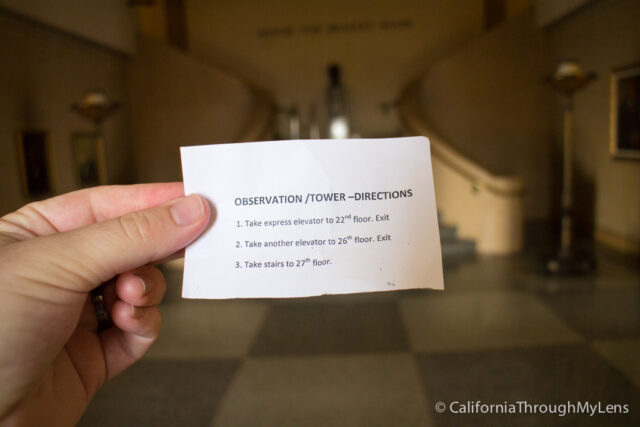 OBSERVATION /TOWER –DIRECTIONS
1. Take express elevator to 22nd floor. Exit
2. Take another elevator to 26th floor. Exit
3. Take stairs to 27th floor.
© CaliforniaThroughMyLens